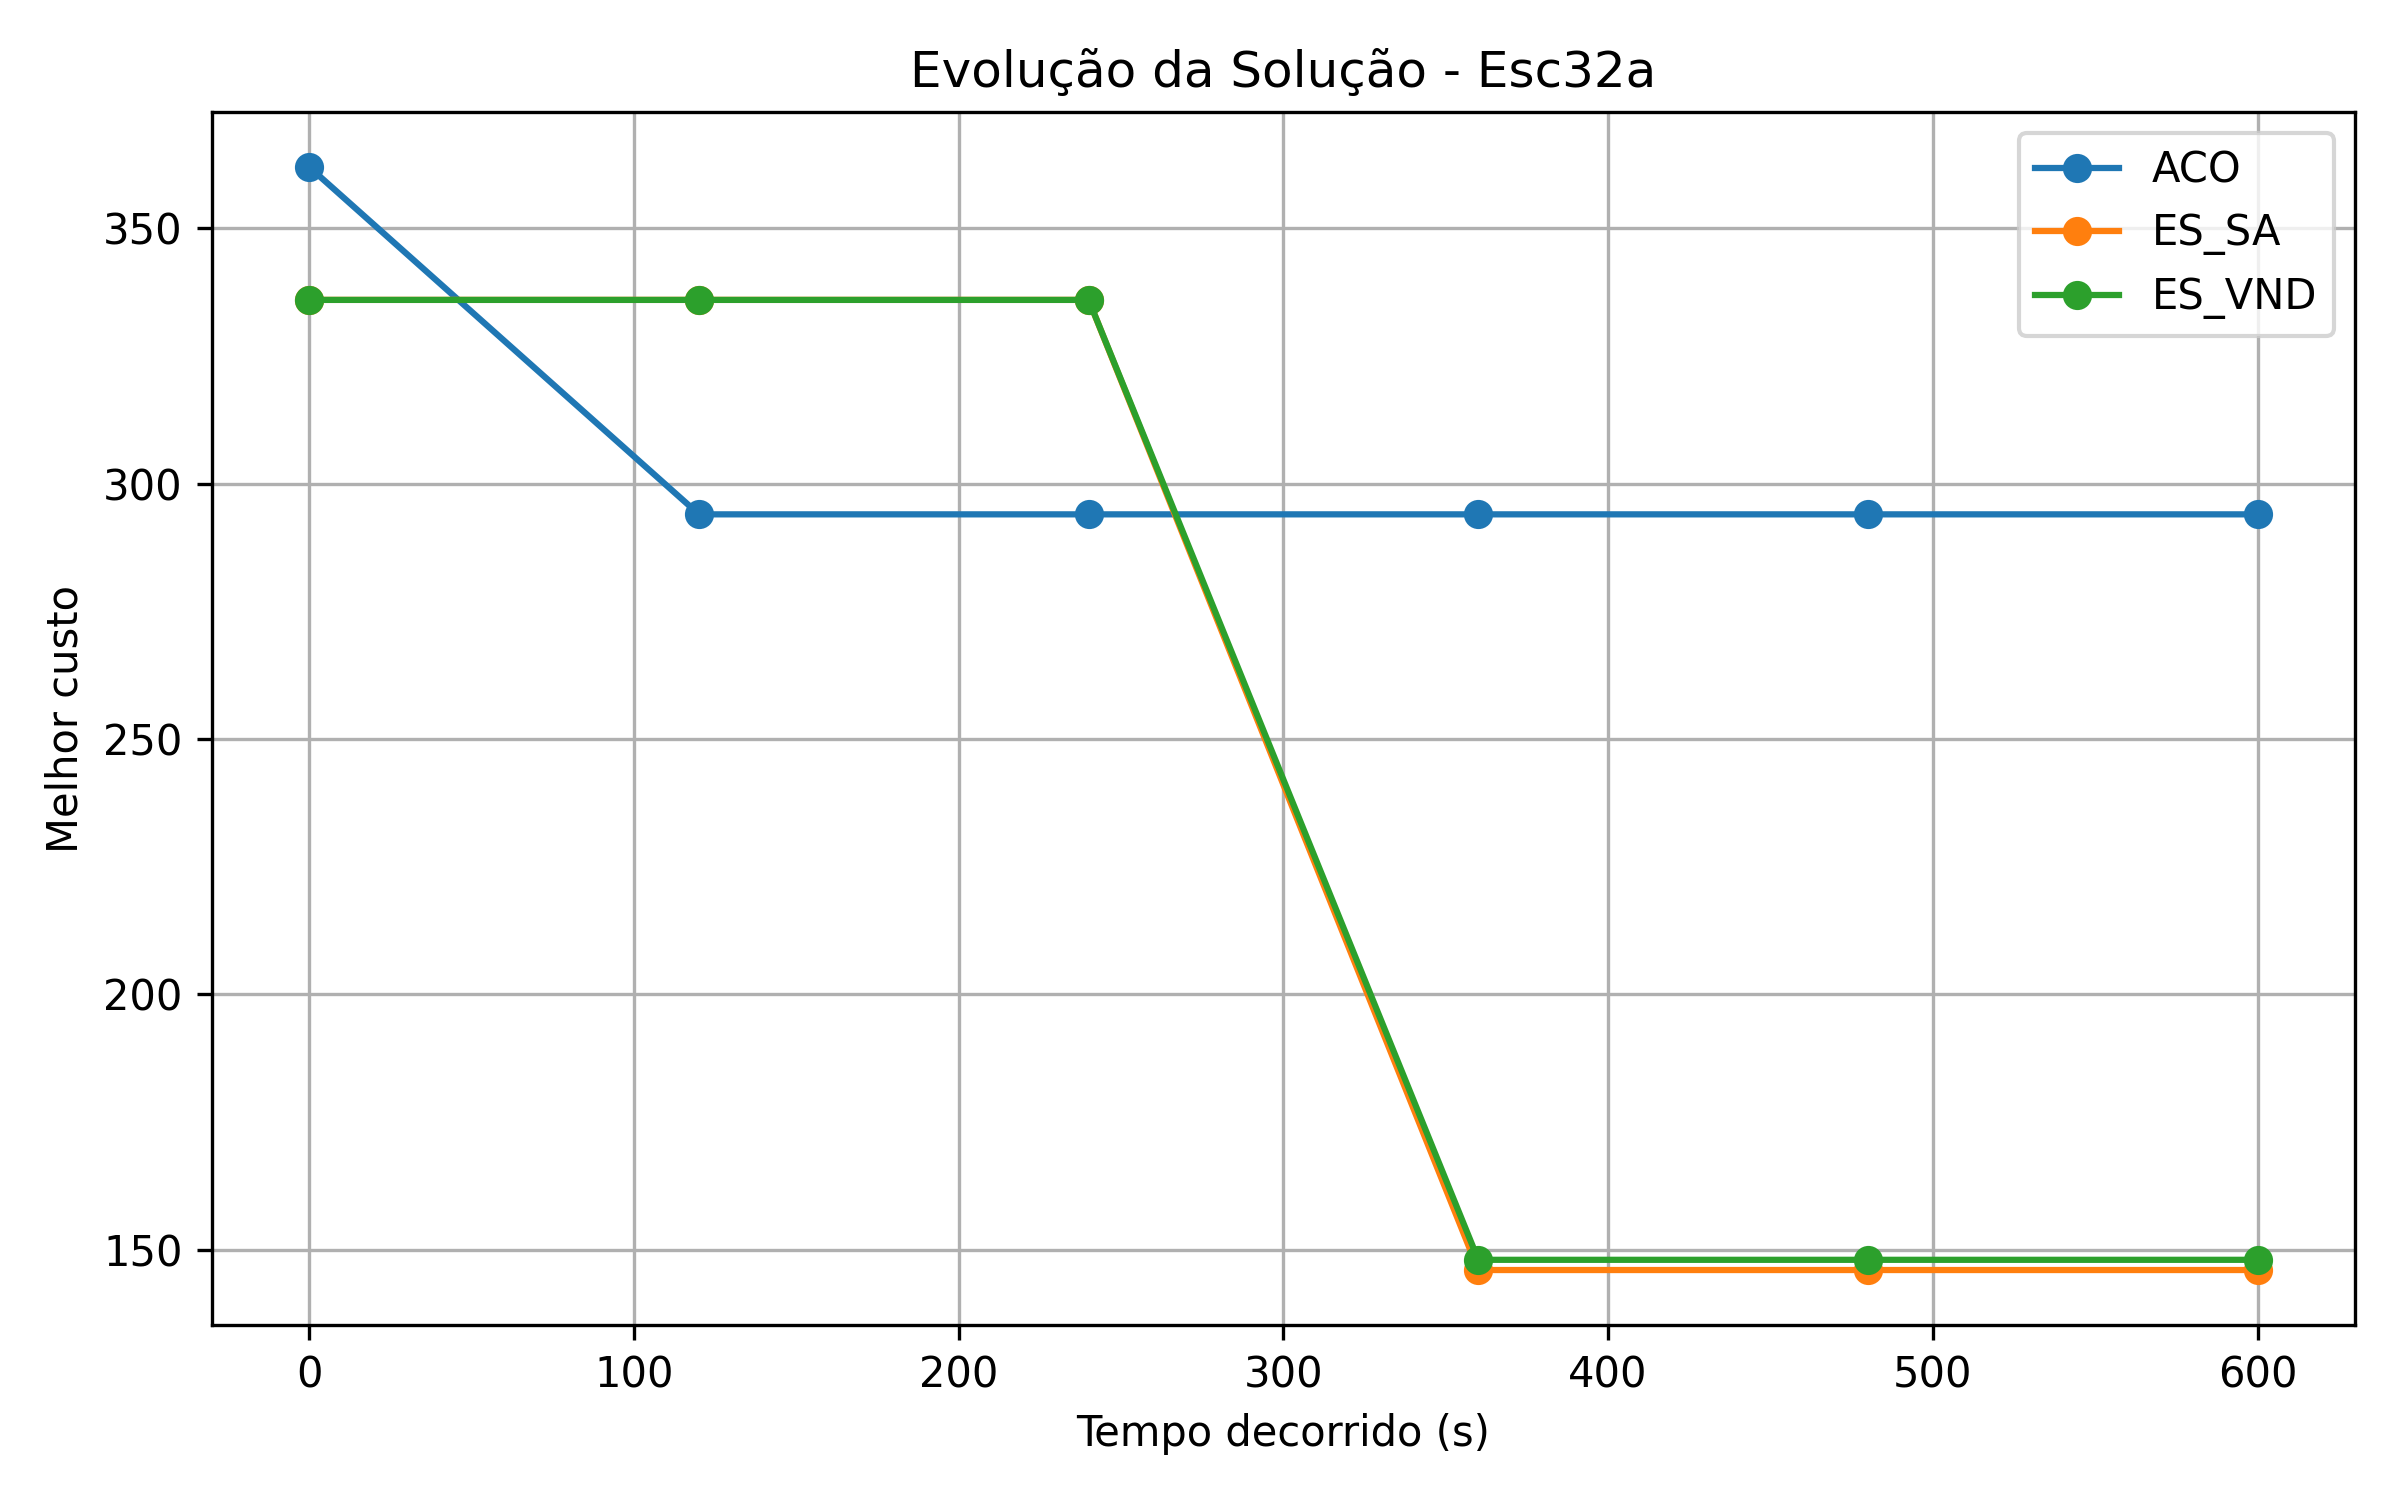 Evolução da Solução - Esc32a
ACO
ES_SA
ES_VND
350
300
250
200
150
Melhor custo
0 100 200 300 400 500 600
Tempo decorrido (s)